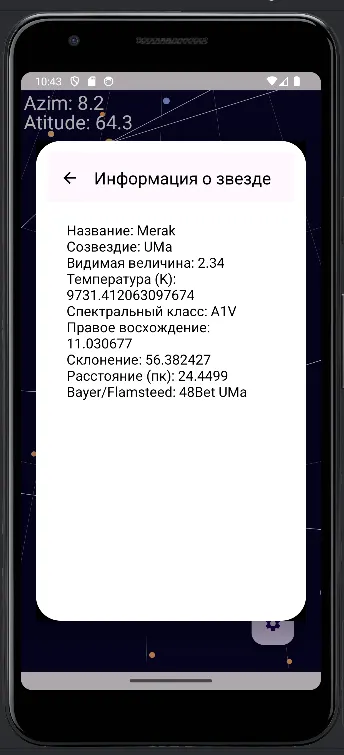 10:43
Azim: 8.2
Atitude: 64.3
Информация о звезде
Название: Merak
Созвездие: UMa
Видимая величина: 2.34
Температура (K):
9731.412063097674
Спектральный класс: A1V
Правое восхождение:
11.030677
Склонение: 56.382427
Расстояние (пк): 24.4499
Bayer/Flamsteed: 48Bet UMa